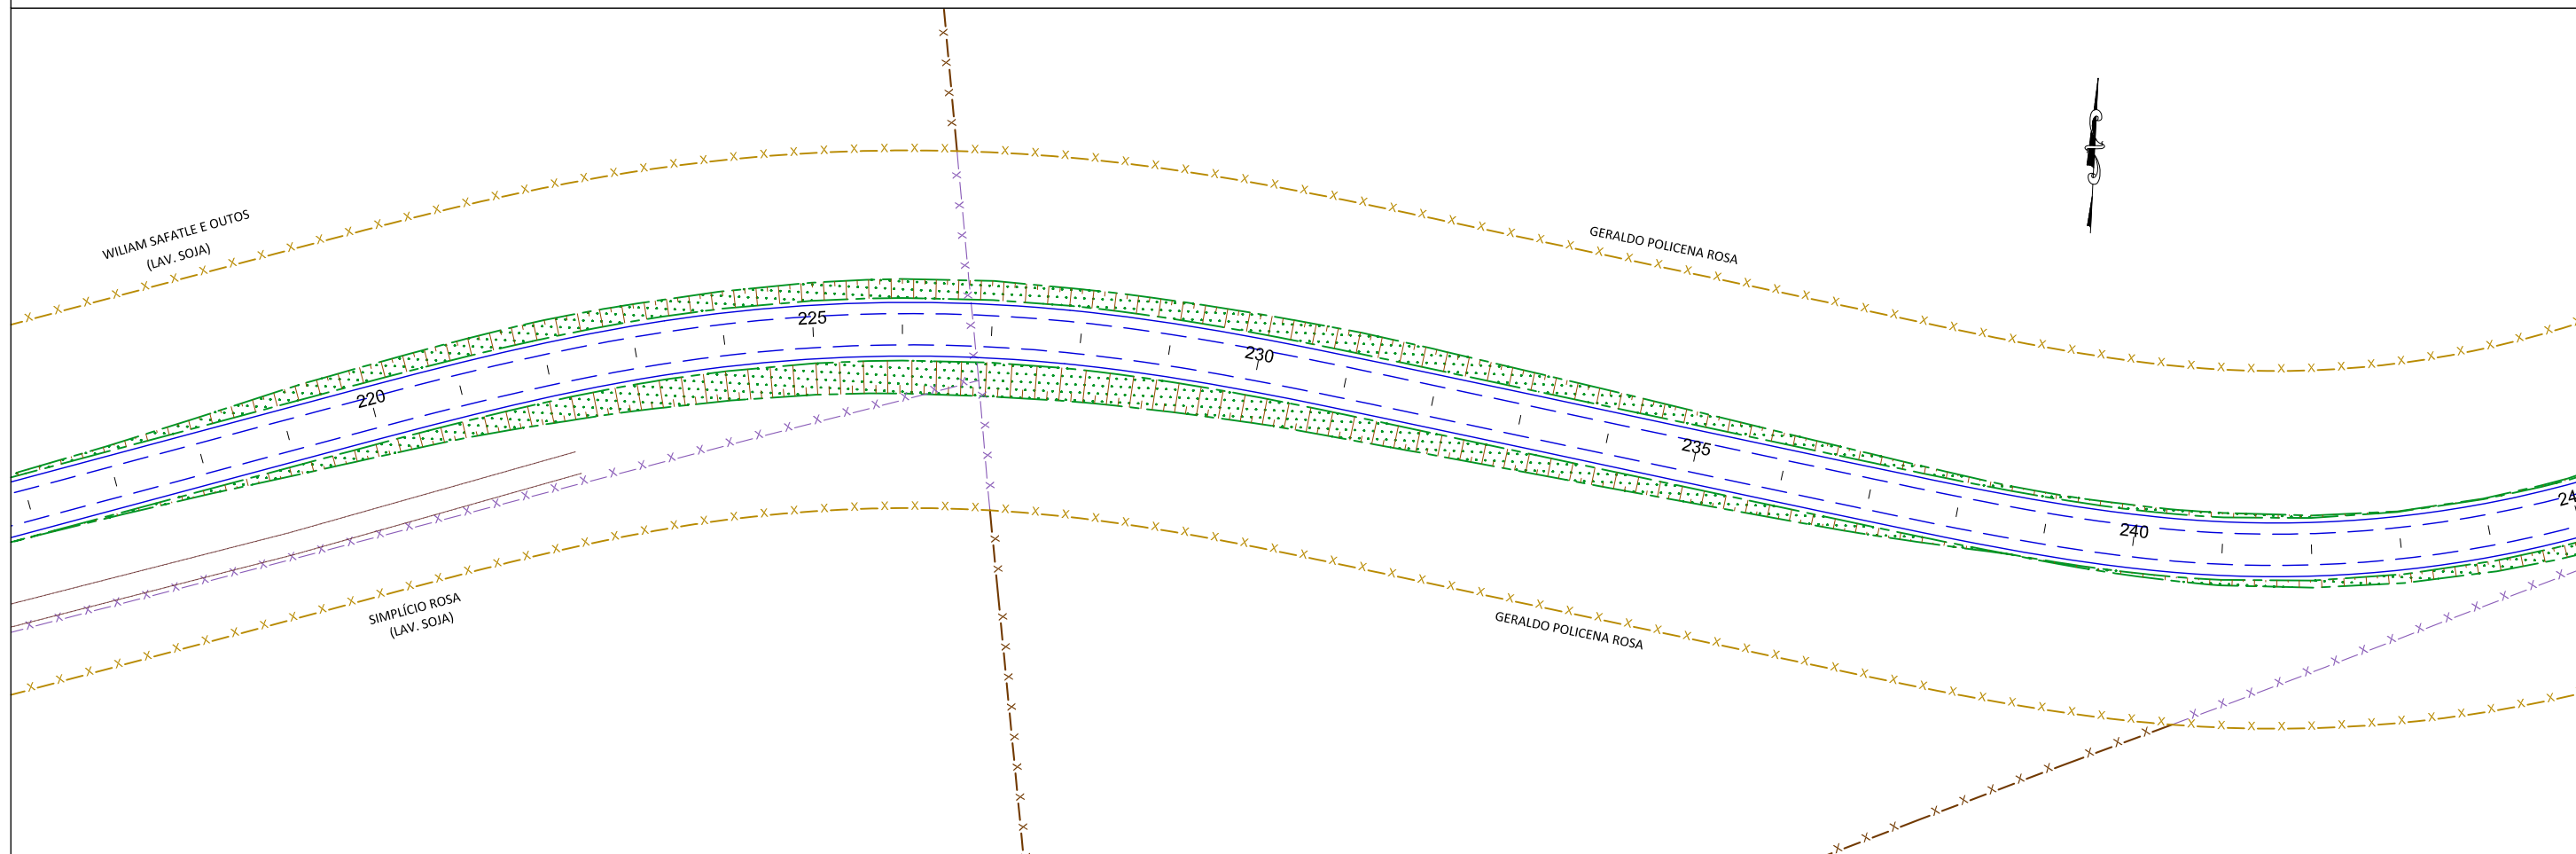 WILIAM SAFATLE E OUTOS
(LAV. SOJA)
GERALDO POLICENA ROSA
225
230
220
235
240
SIMPLÍCIO ROSA
(LAV. SOJA)
GERALDO POLICENA ROSA